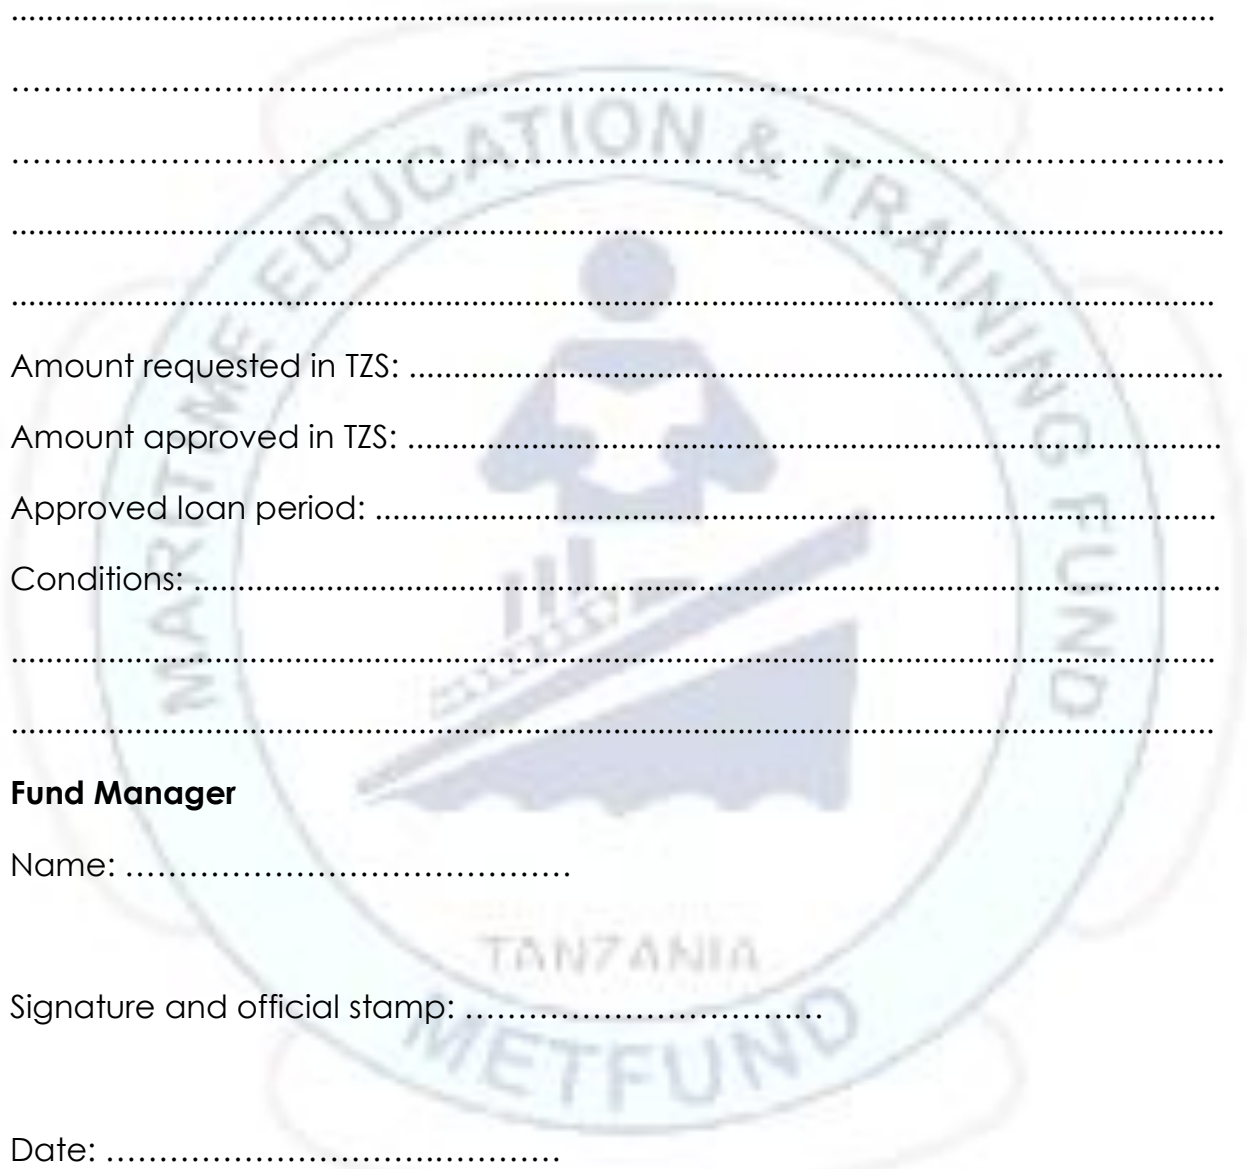 ........................................................................................................................................
………………………………………………………………………………………………………
………………………………………………………………………………………………………
........................................................................................................................................
........................................................................................................................................
Amount requested in TZS: ............................................................................................
Amount approved in TZS: ............................................................................................
Approved loan period: ...............................................................................................
Conditions: ....................................................................................................................
........................................................................................................................................
........................................................................................................................................
Fund Manager
Name: ……………………………………
Signature and official stamp: ……………………………
Date: ……………………………………
MARITIME EDUCATION & TRAINING FUND
TANZANIA
METFUND